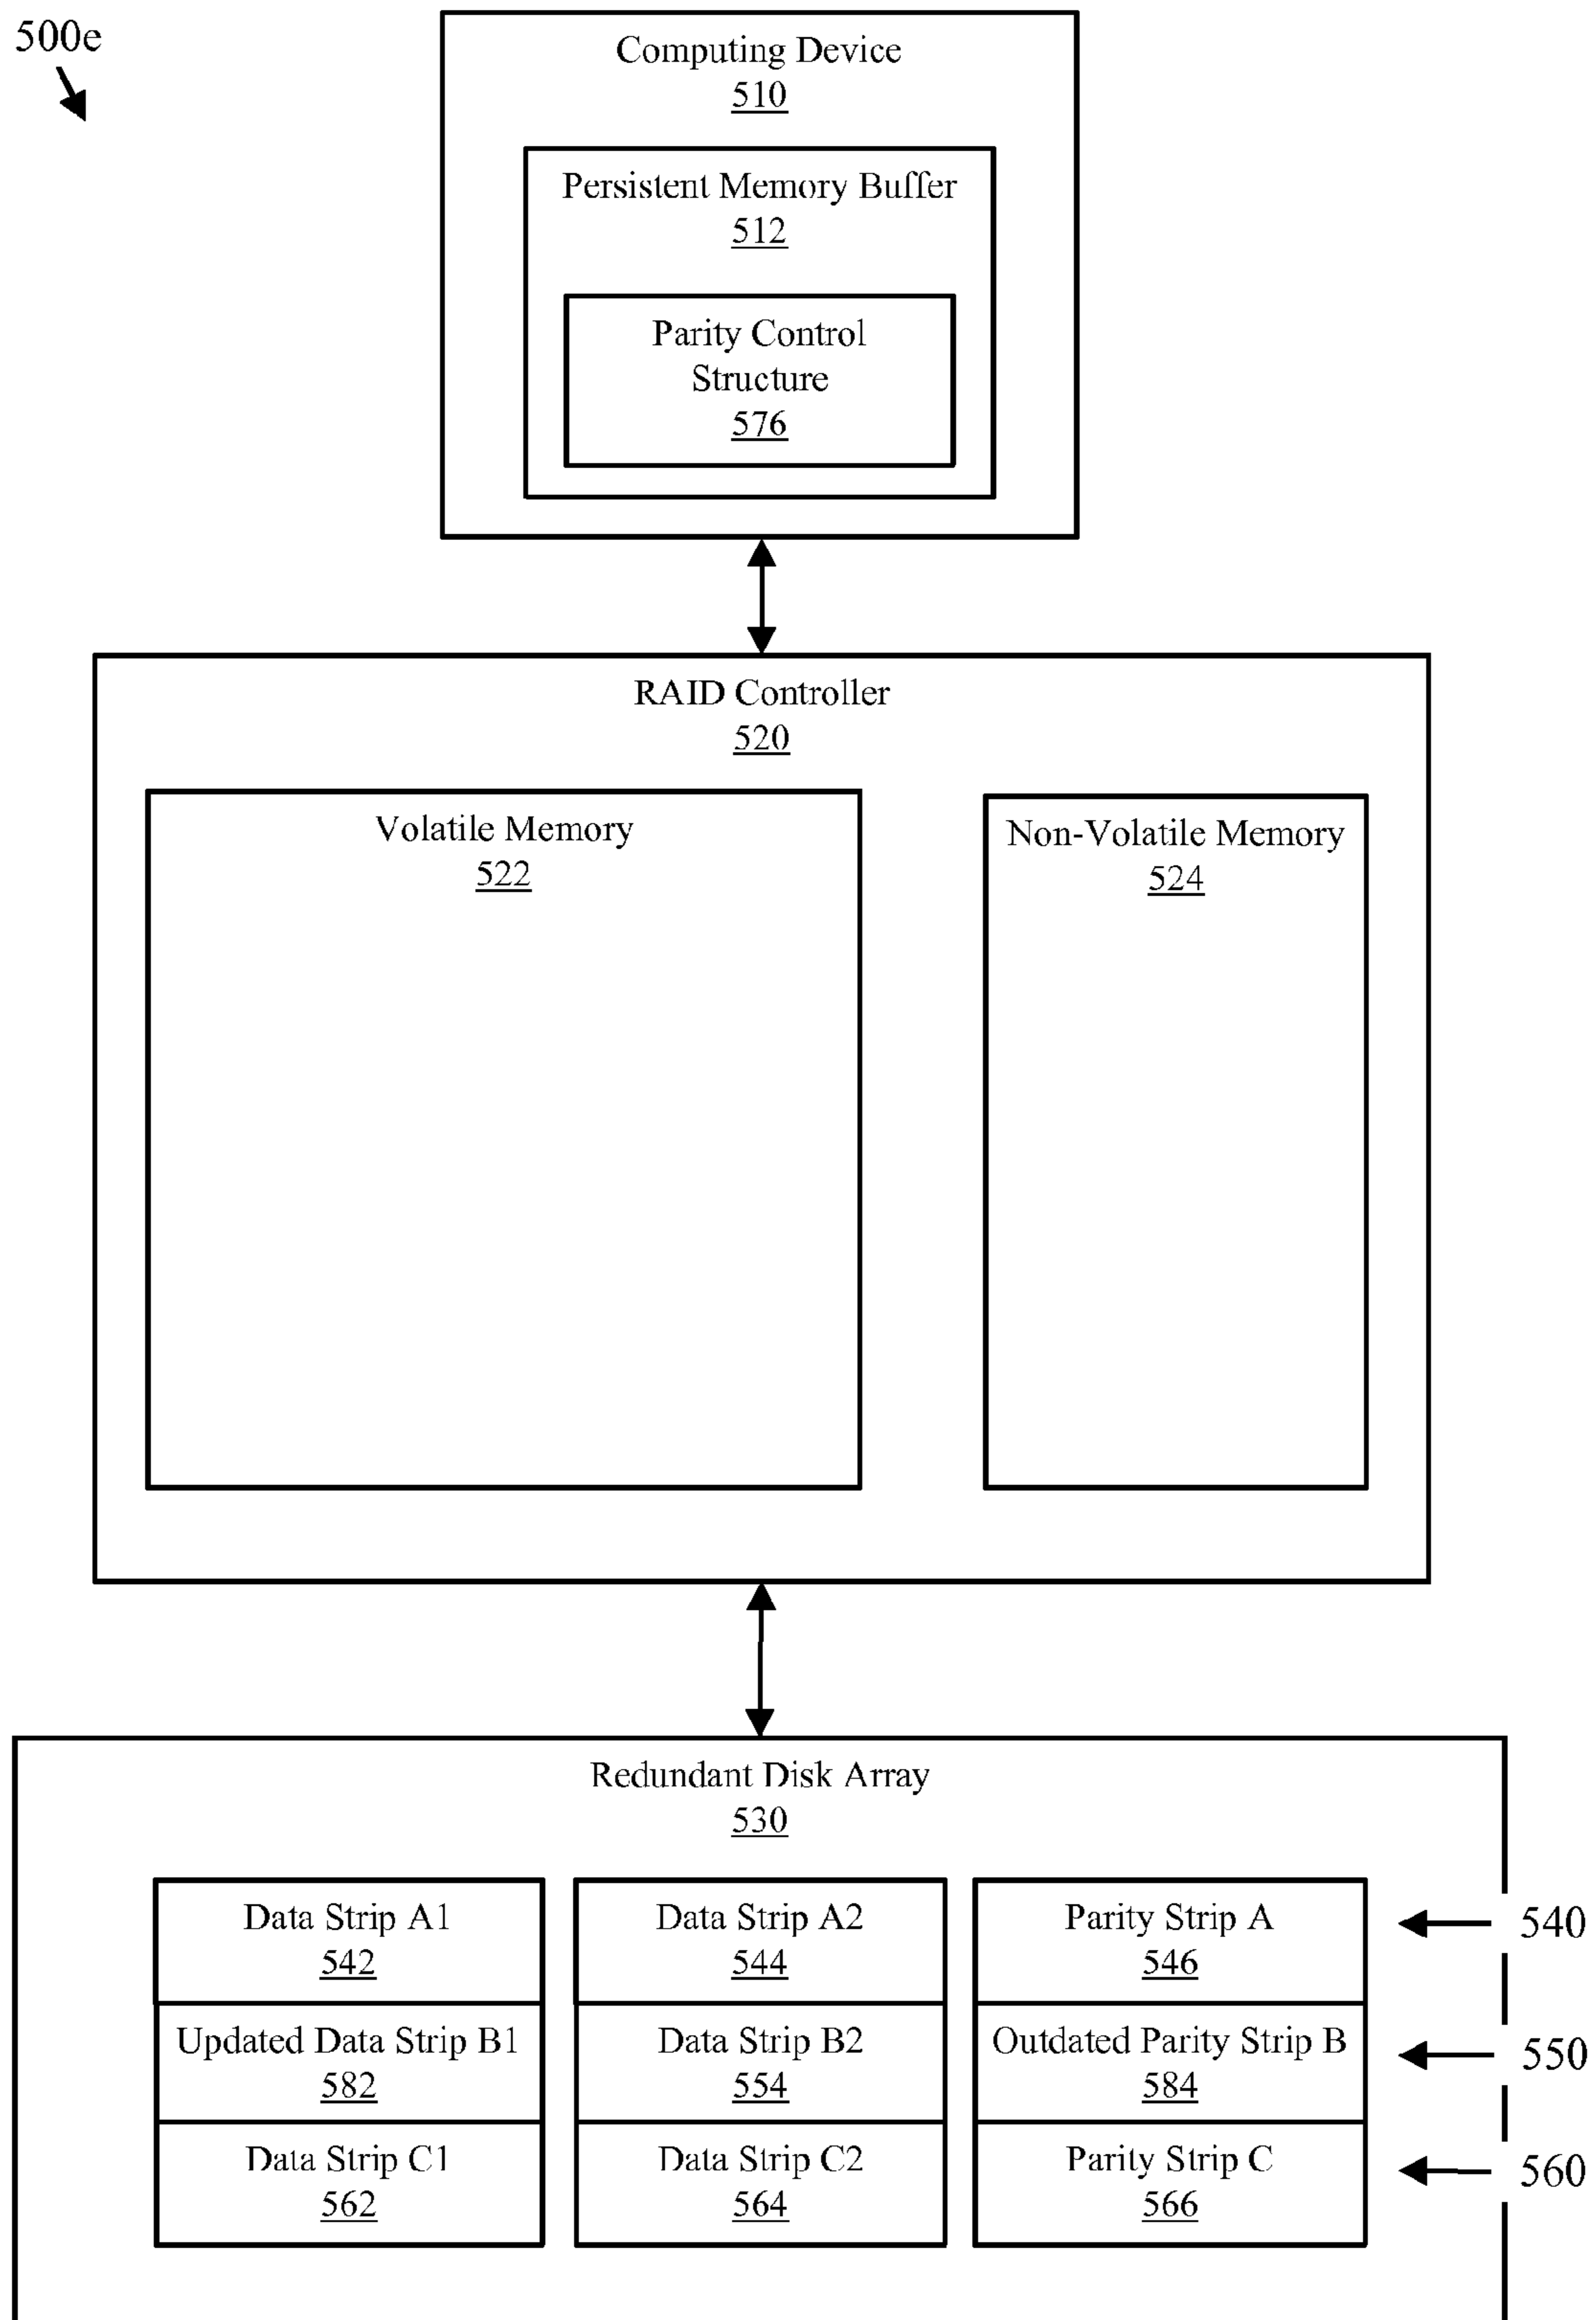 500e
Computing Device
510
Persistent Memory Buffer
512
Parity Control
Structure
576
RAID Controller
520
Volatile Memory
522
Non-Volatile Memory
524
Redundant Disk Array
530
Data Strip A1
542
Data Strip A2
544
Parity Strip A
546
540
Updated Data Strip B1
582
Data Strip B2
554
Outdated Parity Strip B
584
550
Data Strip C1
562
Data Strip C2
564
Parity Strip C
566
560